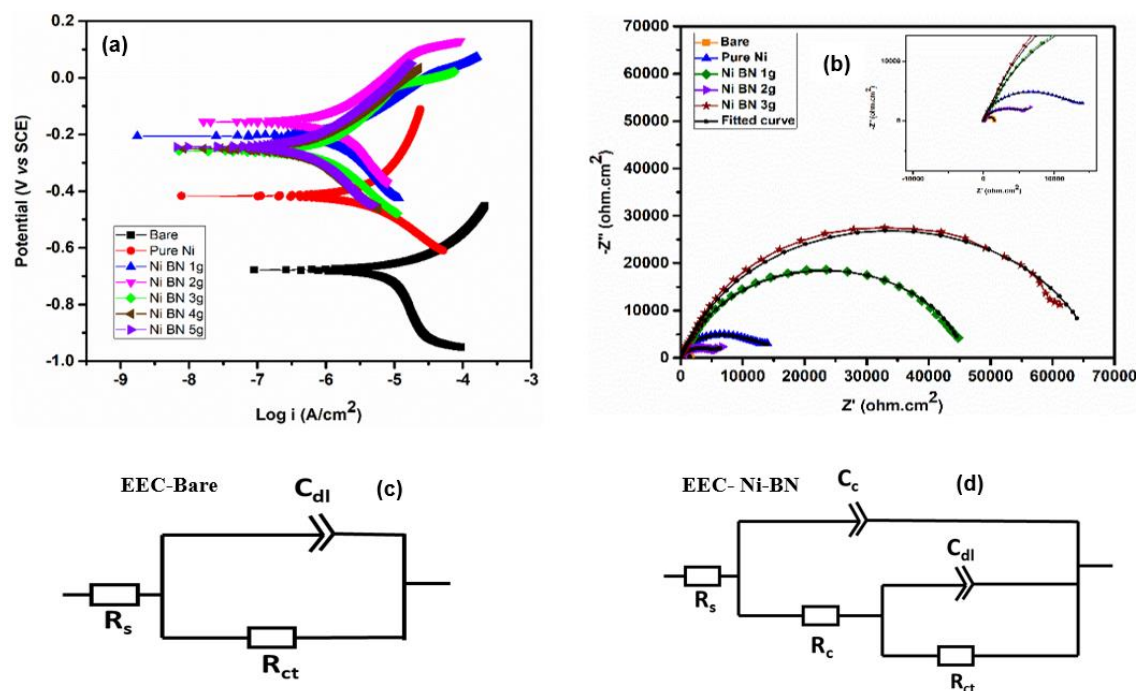 (a)
0.2
0.0
-0.2
-0.4
-0.6
-0.8
-1.0
Potential (V vs SCE)
Bare
Pure Ni
Ni BN 1g
Ni BN 2g
Ni BN 3g
Ni BN 4g
Ni BN 5g
-9 -8 -7 -6 -5 -4 -3
Log i (A/cm²)
(b)
-70000
70000
60000
50000
40000
30000
20000
10000
0
-Z'' (ohm.cm²)
Bare
Pure Ni
Ni BN 1g
Ni BN 2g
Ni BN 3g
Fitted curve
-Z'' (ohm.cm²)
10000
0
-10000 0 10000
Z' (ohm.cm²)
0 10000 20000 30000 40000 50000 60000 70000
Z' (ohm.cm²)
EEC-Bare
(c)
Cdl
Rs
Rct
EEC- Ni-BN
(d)
Cc
Cdl
Rs
Rc
Rct